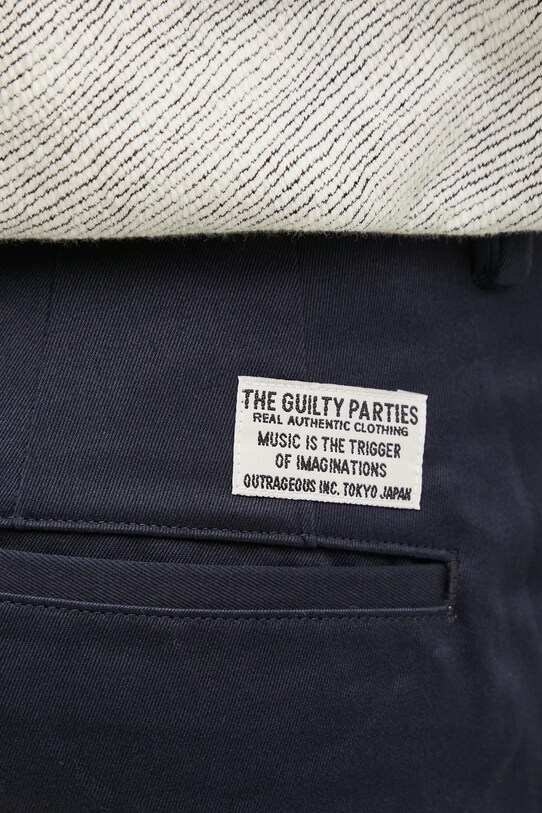 THE GUILTY PARTIES
REAL AUTHENTIC CLOTHING
MUSIC IS THE TRIGGER
OF IMAGINATIONS
OUTRAGEOUS INC. TOKYO JAPAN